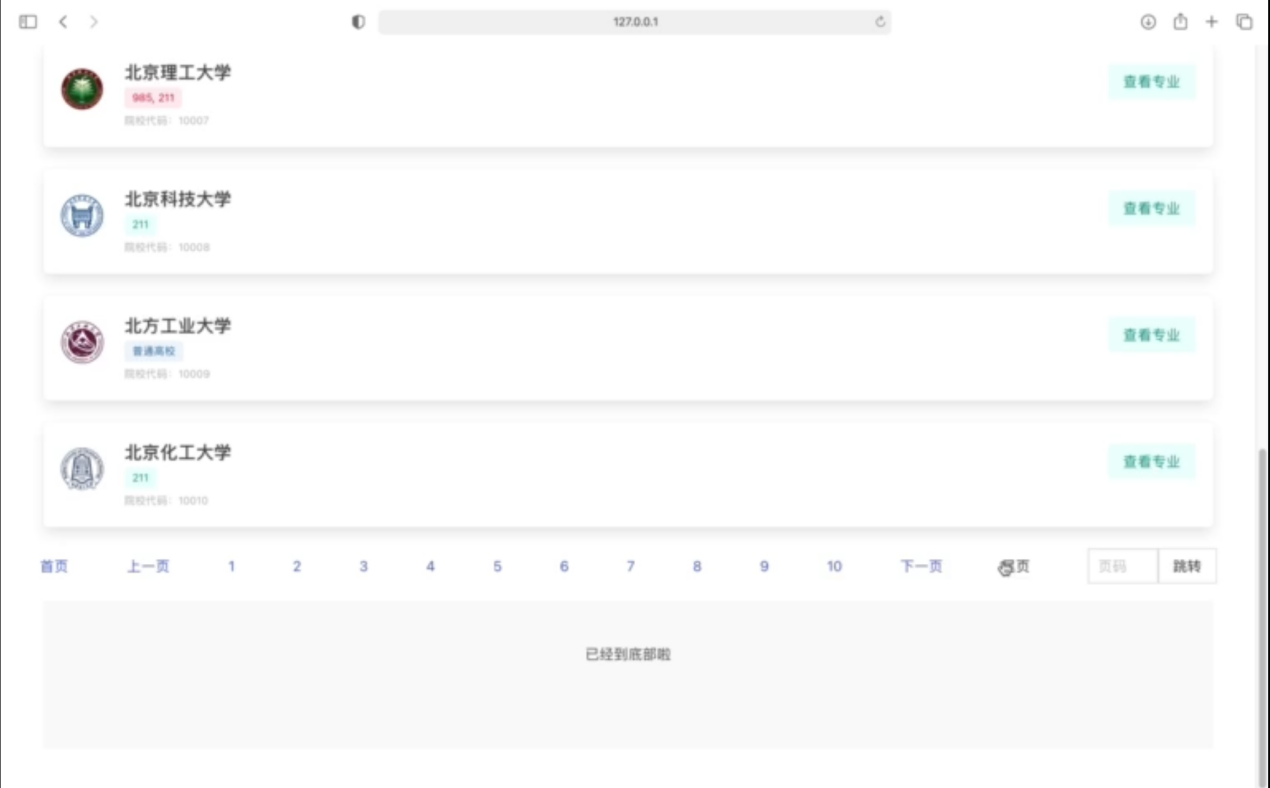 127.0.0.1
北京理工大学
查看专业
985, 211
院校代码：10007
北京科技大学
查看专业
211
院校代码：10008
北方工业大学
查看专业
普通高校
院校代码：10009
北京化工大学
查看专业
211
院校代码：10010
首页 上一页 1 2 3 4 5 6 7 8 9 10 下一页 尾页 页码 跳转
已经到底部啦